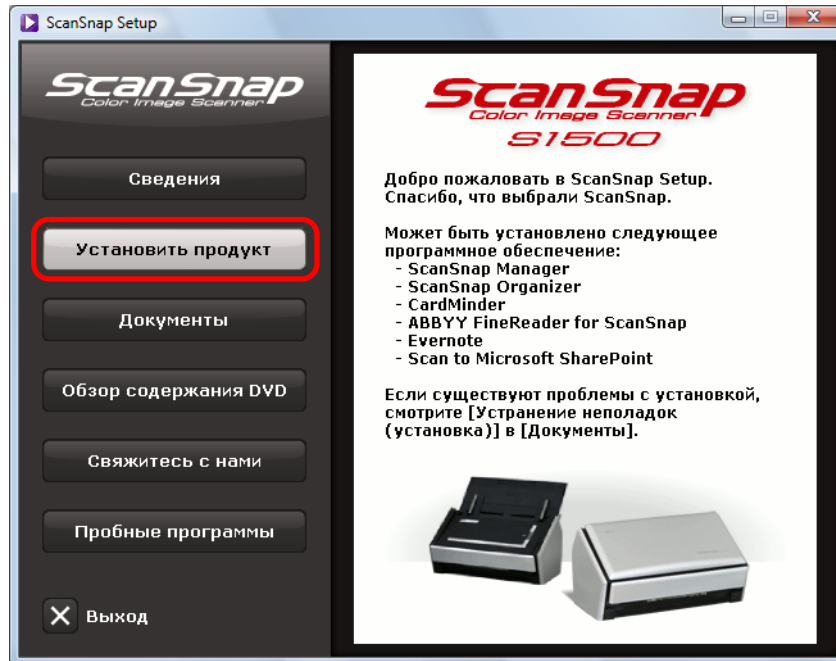 ScanSnap Setup
ScanSnap
Color Image Scanner
Сведения
Установить продукт
Документы
Обзор содержания DVD
Свяжитесь с нами
Пробные программы
Выход
ScanSnap
Color Image Scanner
S1500
Добро пожаловать в ScanSnap Setup.
Спасибо, что выбрали ScanSnap.
Может быть установлено следующее
программное обеспечение:
- ScanSnap Manager
- ScanSnap Organizer
- CardMinder
- ABBYY FineReader for ScanSnap
- Evernote
- Scan to Microsoft SharePoint
Если существуют проблемы с установкой,
смотрите [Устранение неполадок
(установка)] в [Документы].